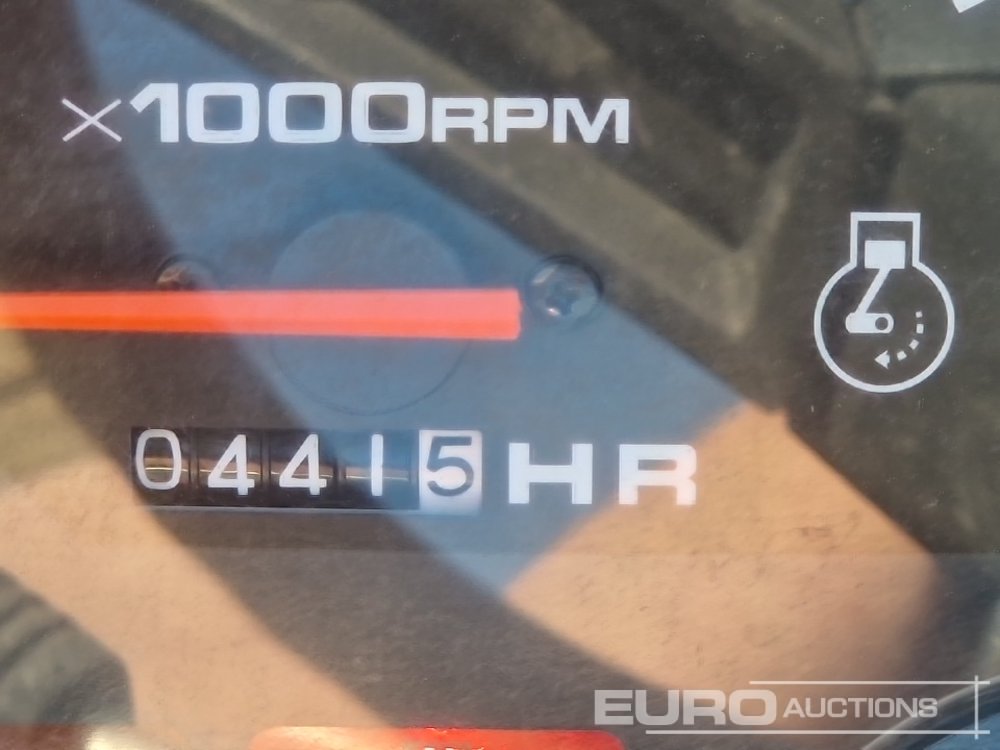 ×1000RPM
04415 HR
EURO AUCTIONS